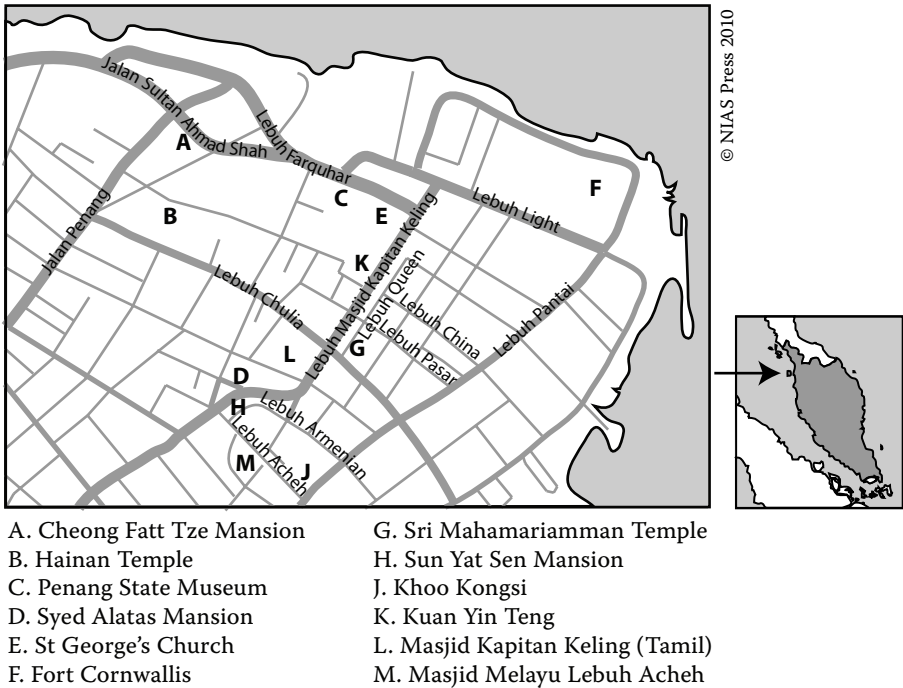 © NIAS Press 2010
Jalan Sultan Ahmad Shah
Lebuh Farquhar
A
F
Lebuh Light
C
Jalan Penang
B
E
Lebuh Masjid Kapitan Keling
K
Lebuh Queen
Lebuh Chulia
Lebuh China
Lebuh Pantai
Lebuh Pasar
G
L
D
H
Lebuh Armenian
Lebuh Acheh
M
J
A. Cheong Fatt Tze Mansion
B. Hainan Temple
C. Penang State Museum
D. Syed Alatas Mansion
E. St George's Church
F. Fort Cornwallis
G. Sri Mahamariamman Temple
H. Sun Yat Sen Mansion
J. Khoo Kongsi
K. Kuan Yin Teng
L. Masjid Kapitan Keling (Tamil)
M. Masjid Melayu Lebuh Acheh